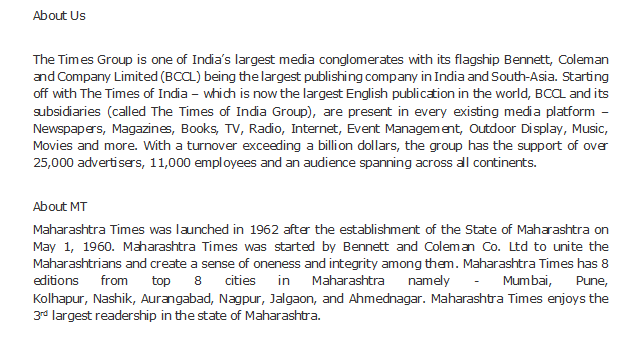 About Us
The Times Group is one of India's largest media conglomerates with its flagship Bennett, Coleman
and Company Limited (BCCL) being the largest publishing company in India and South-Asia. Starting
off with The Times of India – which is now the largest English publication in the world, BCCL and its
subsidiaries (called The Times of India Group), are present in every existing media platform –
Newspapers, Magazines, Books, TV, Radio, Internet, Event Management, Outdoor Display, Music,
Movies and more. With a turnover exceeding a billion dollars, the group has the support of over
25,000 advertisers, 11,000 employees and an audience spanning across all continents.
About MT
Maharashtra Times was launched in 1962 after the establishment of the State of Maharashtra on
May 1, 1960. Maharashtra Times was started by Bennett and Coleman Co. Ltd to unite the
Maharashtrians and create a sense of oneness and integrity among them. Maharashtra Times has 8
editions from top 8 cities in Maharashtra namely - Mumbai, Pune,
Kolhapur, Nashik, Aurangabad, Nagpur, Jalgaon, and Ahmednagar. Maharashtra Times enjoys the
3rd largest readership in the state of Maharashtra.